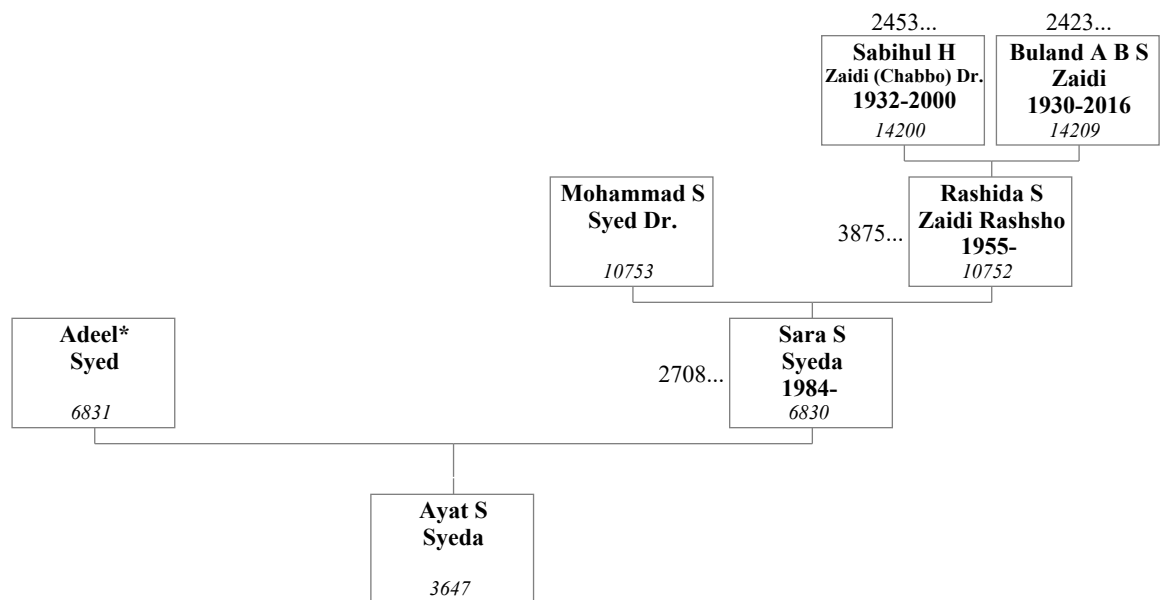 2453...
Sabihul H
Zaidi (Chabbo) Dr.
1932-2000
14200
2423...
Buland A B S
Zaidi
1930-2016
14209
Mohammad S
Syed Dr.
10753
3875...
Rashida S
Zaidi Rashsho
1955-
10752
Adeel*
Syed
6831
2708...
Sara S
Syeda
1984-
6830
Ayat S
Syeda
3647